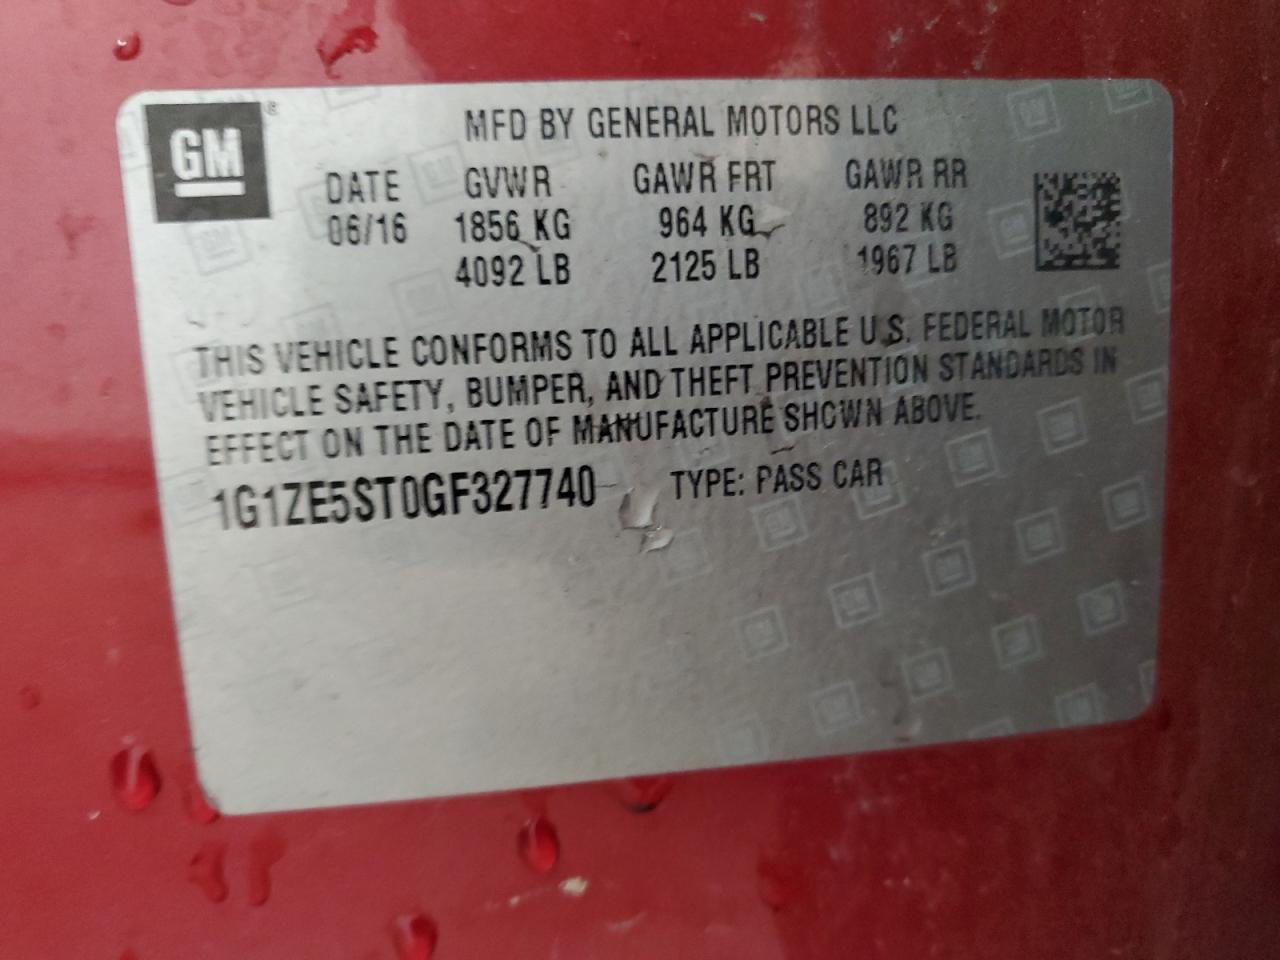 GM ®
MFD BY GENERAL MOTORS LLC
DATE GVWR GAWR FRT GAWR RR
06/16 1856 KG 964 KG 892 KG
4092 LB 2125 LB 1967 LB
THIS VEHICLE CONFORMS TO ALL APPLICABLE U.S. FEDERAL MOTOR
VEHICLE SAFETY, BUMPER, AND THEFT PREVENTION STANDARDS IN
EFFECT ON THE DATE OF MANUFACTURE SHOWN ABOVE.
1G1ZE5ST0GF327740 TYPE: PASS CAR